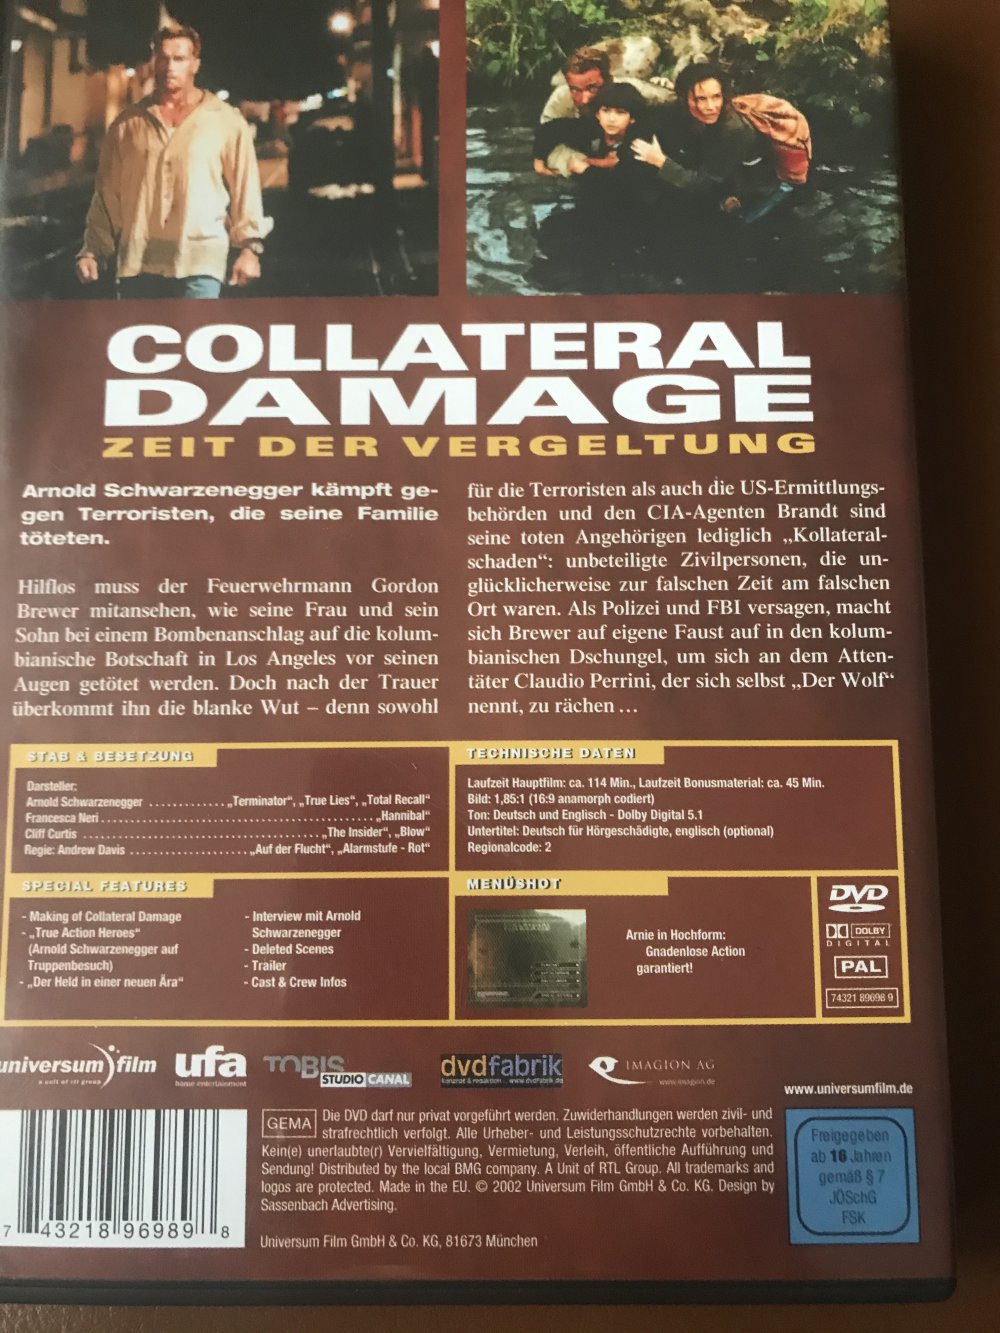 COLLATERAL
DAMAGE
ZEIT DER VERGELTUNG
Arnold Schwarzenegger kämpft ge-
gen Terroristen, die seine Familie
töteten.
Hilflos muss der Feuerwehrmann Gordon
Brewer mitansehen, wie seine Frau und sein
Sohn bei einem Bombenanschlag auf die kolum-
bianische Botschaft in Los Angeles vor seinen
Augen getötet werden. Doch nach der Trauer
überkommt ihn die blanke Wut – denn sowohl
für die Terroristen als auch die US-Ermittlungs-
behörden und den CIA-Agenten Brandt sind
seine toten Angehörigen lediglich „Kollateral-
schaden“: unbeteiligte Zivilpersonen, die un-
glücklicherweise zur falschen Zeit am falschen
Ort waren. Als Polizei und FBI versagen, macht
sich Brewer auf eigene Faust auf in den kolum-
bianischen Dschungel, um sich an dem Atten-
täter Claudio Perrini, der sich selbst „Der Wolf“
nennt, zu rächen ...
STAB & BESETZUNG
Darsteller:
Arnold Schwarzenegger ............. „Terminator“, „True Lies“, „Total Recall“
Francesca Neri ................................................ „Hannibal“
Cliff Curtis .......................................... „The Insider“, „Blow“
Regie: Andrew Davis .................... „Auf der Flucht“, „Alarmstufe - Rot“
TECHNISCHE DATEN
Laufzeit Hauptfilm: ca. 114 Min., Laufzeit Bonusmaterial: ca. 45 Min.
Bild: 1,85:1 (16:9 anamorph codiert)
Ton: Deutsch und Englisch - Dolby Digital 5.1
Untertitel: Deutsch für Hörgeschädigte, englisch (optional)
Regionalcode: 2
SPECIAL FEATURES
- Making of Collateral Damage
- „True Action Heroes“
(Arnold Schwarzenegger auf
Truppenbesuch)
- „Der Held in einer neuen Ära“
- Interview mit Arnold
Schwarzenegger
- Deleted Scenes
- Trailer
- Cast & Crew Infos
MENÜSHOT
Arnie in Hochform:
Gnadenlose Action
garantiert!
DVD
DOLBY
DIGITAL
PAL
74321 89698 9
universum film
a unit of rtl group
ufa
home entertainment
TOBIS
STUDIO CANAL
dvdfabrik
konzept & redaktion .. www.dvdfabrik.de
IMAGION AG
www.imagion.de
www.universumfilm.de
GEMA
Die DVD darf nur privat vorgeführt werden. Zuwiderhandlungen werden zivil- und
strafrechtlich verfolgt. Alle Urheber- und Leistungsschutzrechte vorbehalten.
Kein(e) unerlaubte(r) Vervielfältigung, Vermietung, Verleih, öffentliche Aufführung und
Sendung! Distributed by the local BMG company. A Unit of RTL Group. All trademarks and
logos are protected. Made in the EU. © 2002 Universum Film GmbH & Co. KG. Design by
Sassenbach Advertising.
Universum Film GmbH & Co. KG, 81673 München
Freigegeben
ab 16 Jahren
gemäß § 7
JÖSchG
FSK
7 43218 96989 8